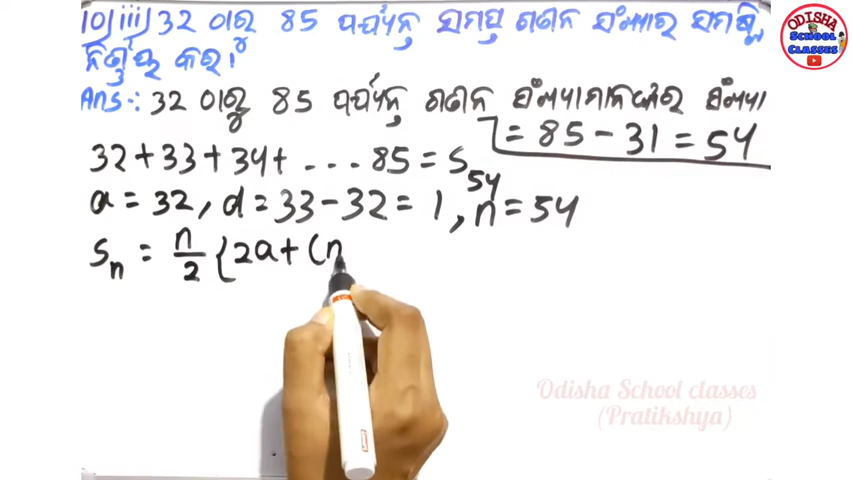 10)iii) 32 ଠାରୁ 85 ପର୍ଯ୍ୟନ୍ତ ସମସ୍ତ ଗଣନ ସଂଖ୍ୟାର ସମଷ୍ଟି
ନିର୍ଣ୍ଣୟ କର।
Ans-: 32 ଠାରୁ 85 ପର୍ଯ୍ୟନ୍ତ ଗଣନ ସଂଖ୍ୟାମାନଙ୍କର ସଂଖ୍ୟା
= 85 - 31 = 54
32 + 33 + 34 + ... 85 = S₅₄
a = 32, d = 33 - 32 = 1, n = 54
Sₙ = n/2 {2a + (n
ODISHA
SCHOOL
CLASSES
Odisha School classes
(Pratikshya)